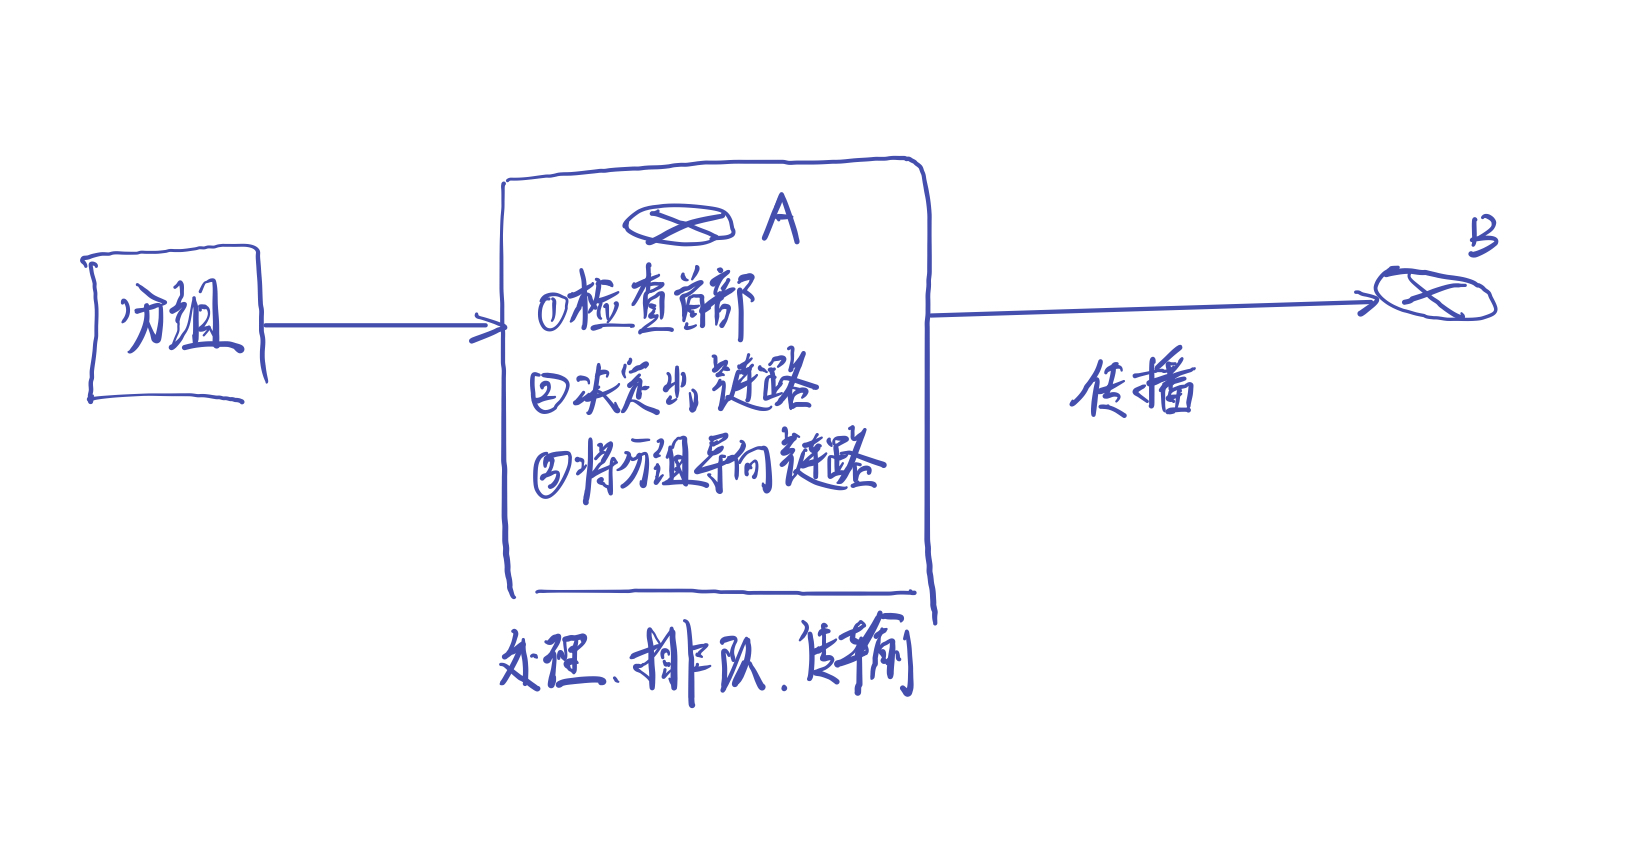 分组
A
①检查首部
②决定出链路
③将分组导向链路
处理、排队、传输
传播
B